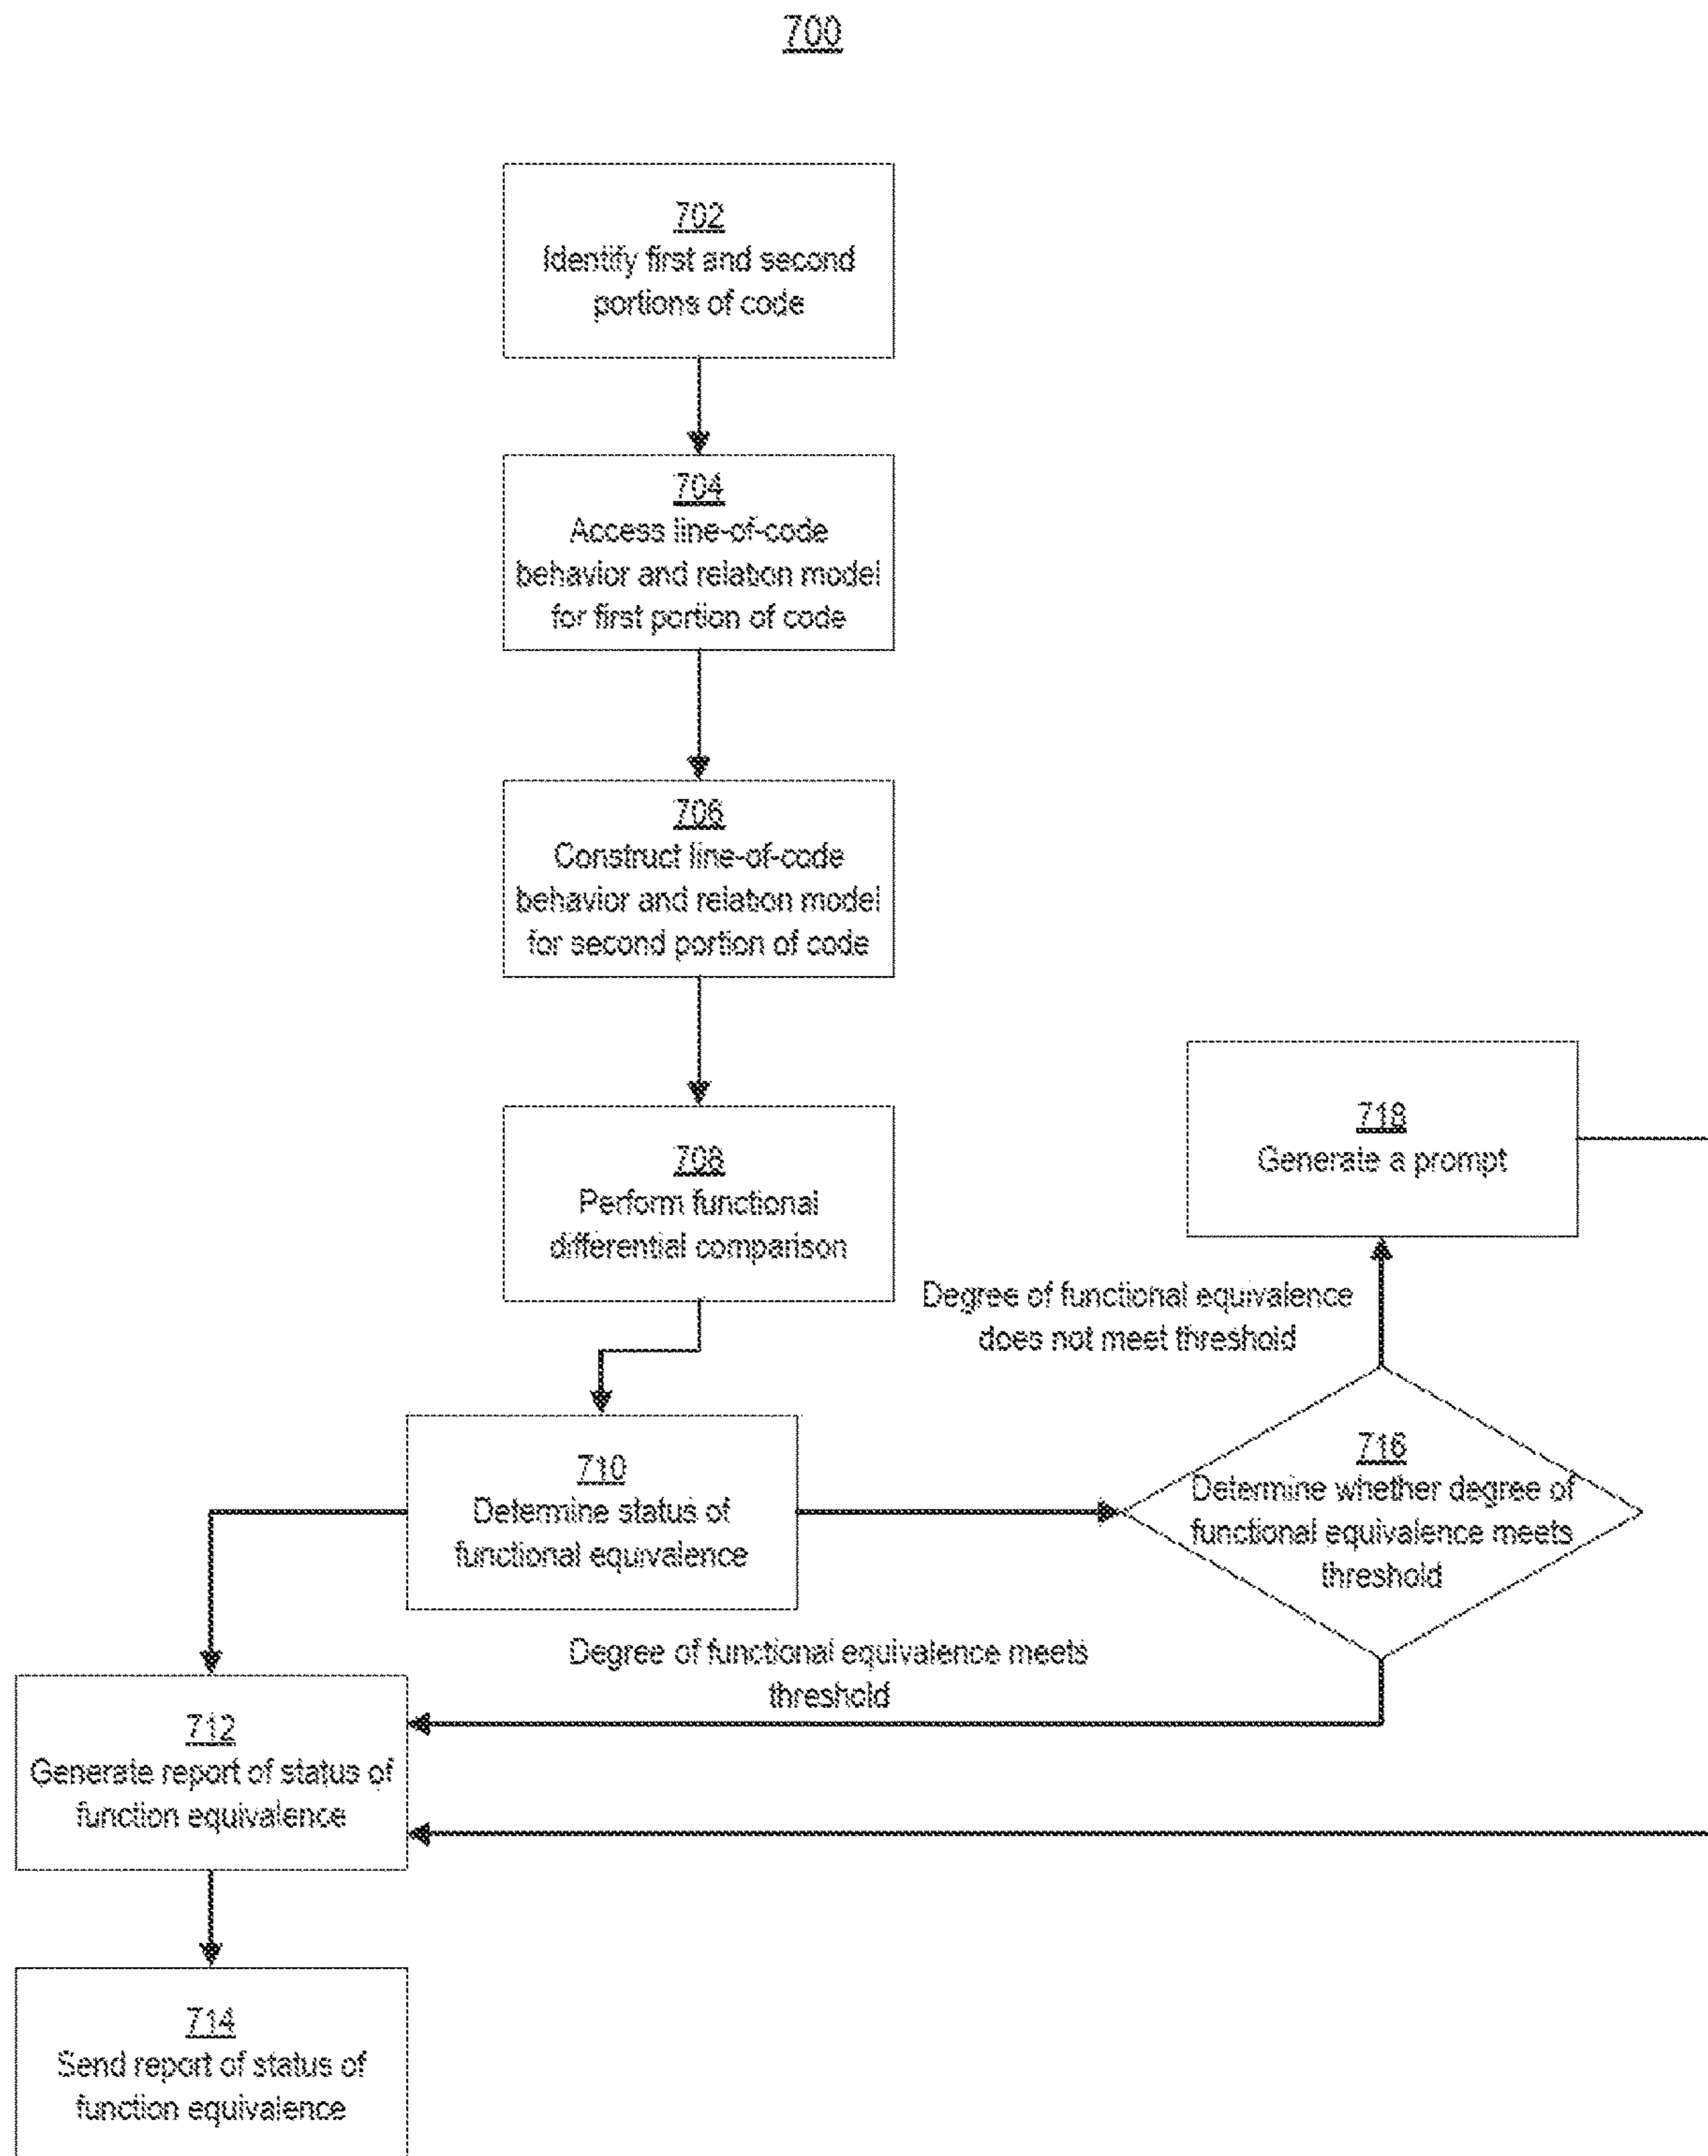 700
702
Identify first and second
portions of code
704
Access line-of-code
behavior and relation model
for first portion of code
706
Construct line-of-code
behavior and relation model
for second portion of code
708
Perform functional
differential comparison
718
Generate a prompt
Degree of functional equivalence
does not meet threshold
710
Determine status of
functional equivalence
716
Determine whether degree of
functional equivalence meets
threshold
Degree of functional equivalence meets
threshold
712
Generate report of status of
function equivalence
714
Send report of status of
function equivalence